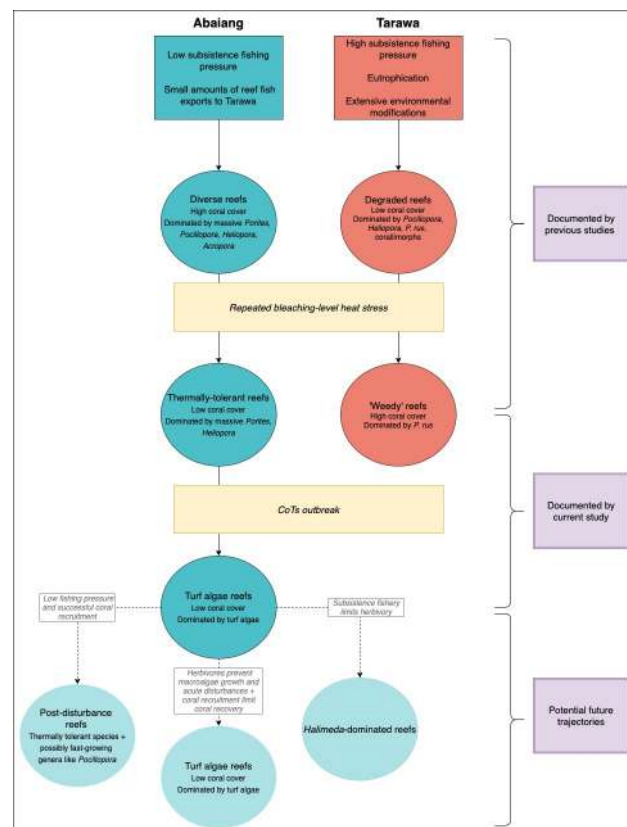 Abaiang
Tarawa
Low subsistence fishing
pressure
Small amounts of reef fish
exports to Tarawa
High subsistence fishing
pressure
Eutrophication
Extensive environmental
modifications
Diverse reefs
High coral cover
Dominated by massive Porites,
Pocillopora, Heliopora,
Acropora
Degraded reefs
Low coral cover
Dominated by Pocillopora,
Heliopora, P. rus,
corallimorphs
Documented by
previous studies
Repeated bleaching-level heat stress
Thermally-tolerant reefs
Low coral cover
Dominated by massive Porites,
Heliopora
'Weedy' reefs
High coral cover
Dominated by P. rus
CoTs outbreak
Documented by
current study
Turf algae reefs
Low coral cover
Dominated by turf algae
Low fishing pressure
and successful coral
recruitment
Subsistence fishery
limits herbivory
Herbivores prevent
macroalgae growth and
acute disturbances +
coral recruitment limit
coral recovery
Post-disturbance
reefs
Thermally tolerant species +
possibly fast-growing
genera like Pocillopora
Turf algae reefs
Low coral cover
Dominated by turf algae
Halimeda-dominated reefs
Potential future
trajectories